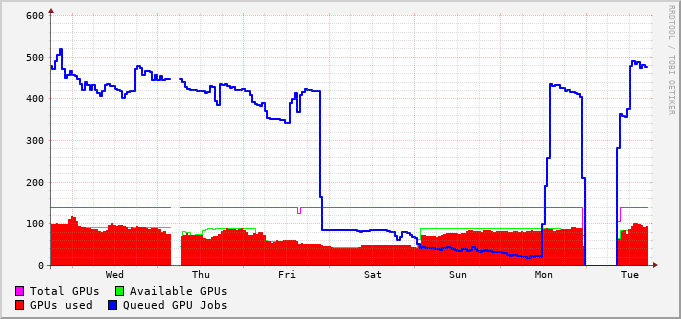 600
500
400
300
200
100
0
Wed Thu Fri Sat Sun Mon Tue
Total GPUs Available GPUs
GPUs used Queued GPU Jobs
RRDTOOL / TOBI OETIKER